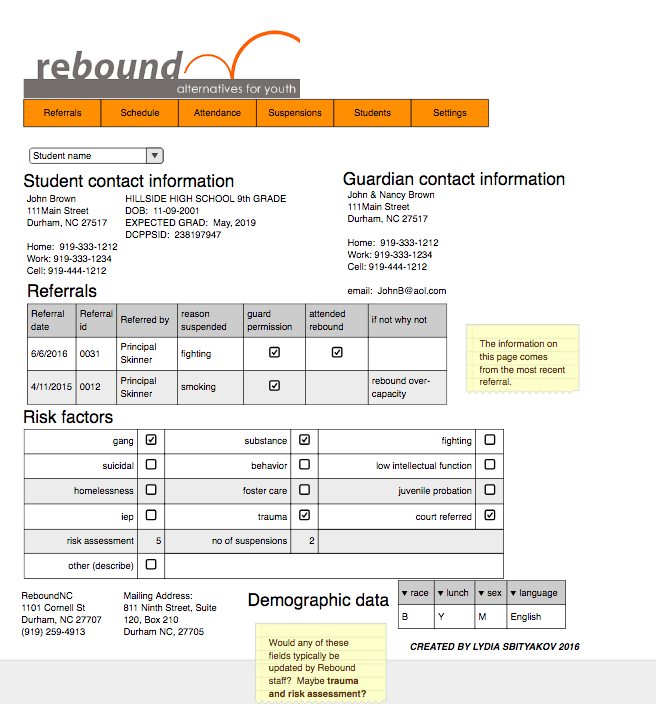 rebound
alternatives for youth
Referrals Schedule Attendance Suspensions Students Settings
Student name
Student contact information
John Brown
111Main Street
Durham, NC 27517
Home: 919-333-1212
Work: 919-333-1234
Cell: 919-444-1212
HILLSIDE HIGH SCHOOL 9th GRADE
DOB: 11-09-2001
EXPECTED GRAD: May, 2019
DCPPSID: 238197947
Guardian contact information
John & Nancy Brown
111Main Street
Durham, NC 27517
Home: 919-333-1212
Work: 919-333-1234
Cell: 919-444-1212
email: JohnB@aol.com
Referrals
Referral date Referral id Referred by reason suspended guard permission attended rebound if not why not
6/6/2016 0031 Principal Skinner fighting
4/11/2015 0012 Principal Skinner smoking rebound over-capacity
The information on
this page comes
from the most recent
referral.
Risk factors
gang substance fighting
suicidal behavior low intellectual function
homelessness foster care juvenile probation
iep trauma court referred
risk assessment 5 no of suspensions 2
other (describe)
ReboundNC
1101 Cornell St
Durham, NC 27707
(919) 259-4913
Mailing Address:
811 Ninth Street, Suite
120, Box 210
Durham NC, 27705
Demographic data
race lunch sex language
B Y M English
CREATED BY LYDIA SBITYAKOV 2016
Would any of these
fields typically be
updated by Rebound
staff? Maybe trauma
and risk assessment?